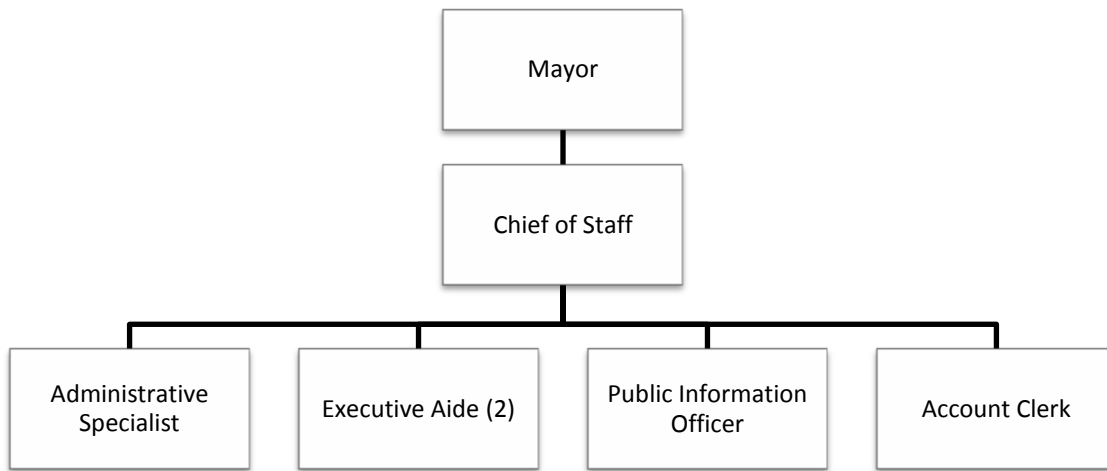 Mayor
Chief of Staff
Administrative
Specialist
Executive Aide (2)
Public Information
Officer
Account Clerk